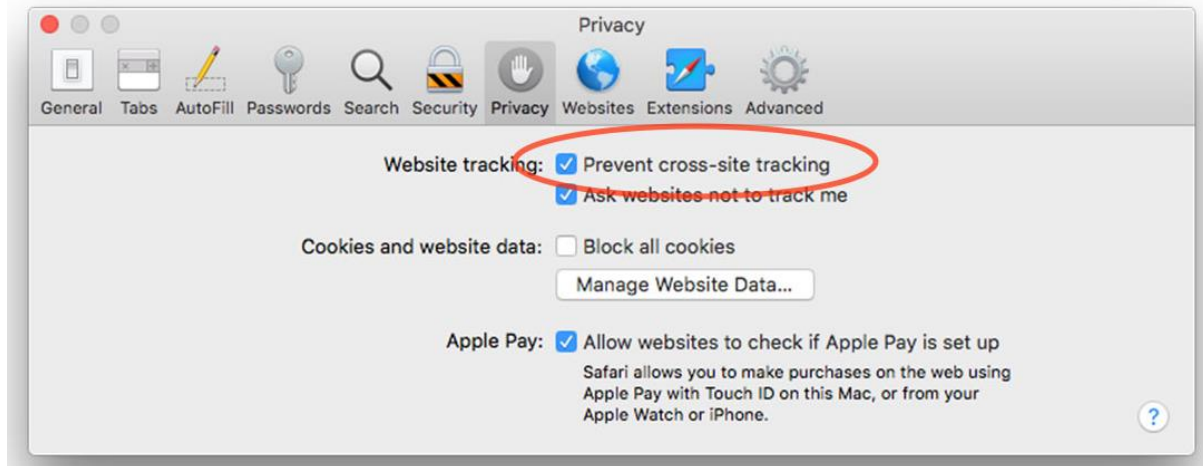 Privacy
General Tabs AutoFill Passwords Search Security Privacy Websites Extensions Advanced
Website tracking: Prevent cross-site tracking
Ask websites not to track me
Cookies and website data: Block all cookies
Manage Website Data...
Apple Pay: Allow websites to check if Apple Pay is set up
Safari allows you to make purchases on the web using
Apple Pay with Touch ID on this Mac, or from your
Apple Watch or iPhone.
?